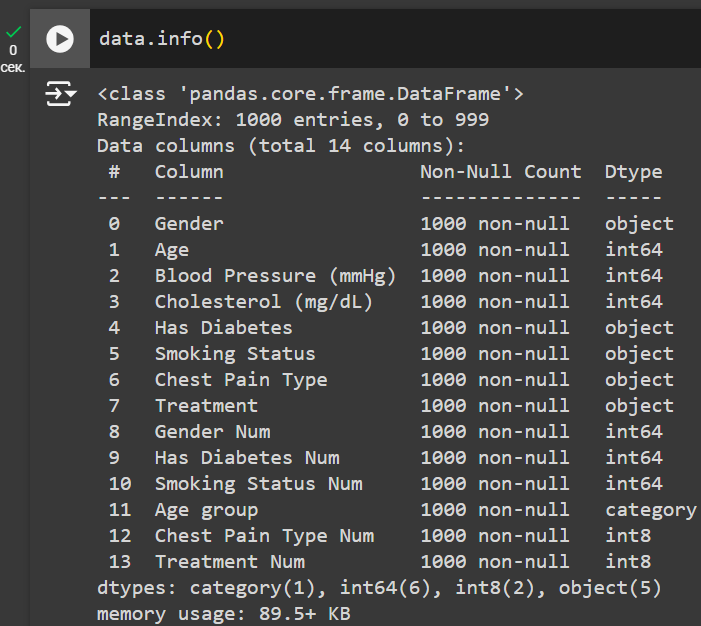 data.info()
0
сек.
<class 'pandas.core.frame.DataFrame'>
RangeIndex: 1000 entries, 0 to 999
Data columns (total 14 columns):
#   Column                 Non-Null Count  Dtype
---  ------                 --------------  -----
0   Gender                 1000 non-null   object
1   Age                    1000 non-null   int64
2   Blood Pressure (mmHg)  1000 non-null   int64
3   Cholesterol (mg/dL)    1000 non-null   int64
4   Has Diabetes           1000 non-null   object
5   Smoking Status         1000 non-null   object
6   Chest Pain Type        1000 non-null   object
7   Treatment              1000 non-null   object
8   Gender Num             1000 non-null   int64
9   Has Diabetes Num       1000 non-null   int64
10  Smoking Status Num     1000 non-null   int64
11  Age group              1000 non-null   category
12  Chest Pain Type Num    1000 non-null   int8
13  Treatment Num          1000 non-null   int8
dtypes: category(1), int64(6), int8(2), object(5)
memory usage: 89.5+ KB